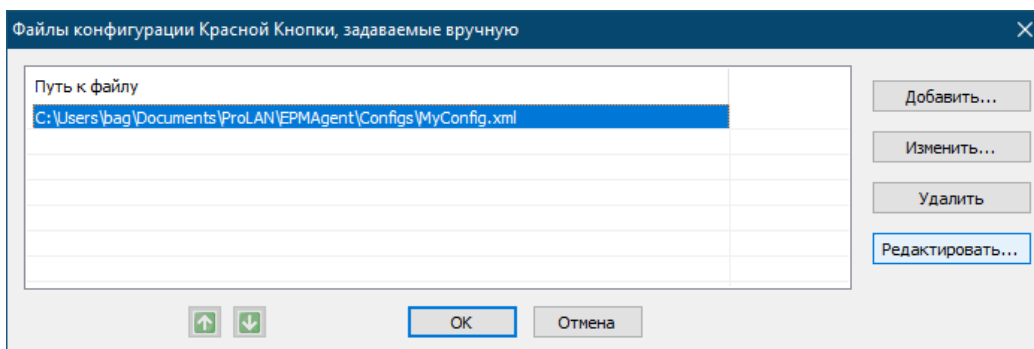 Файлы конфигурации Красной Кнопки, задаваемые вручную
Путь к файлу
C:\Users\bag\Documents\ProLAN\EPMAgent\Configs\MyConfig.xml
Добавить...
Изменить...
Удалить
Редактировать...
OK
Отмена